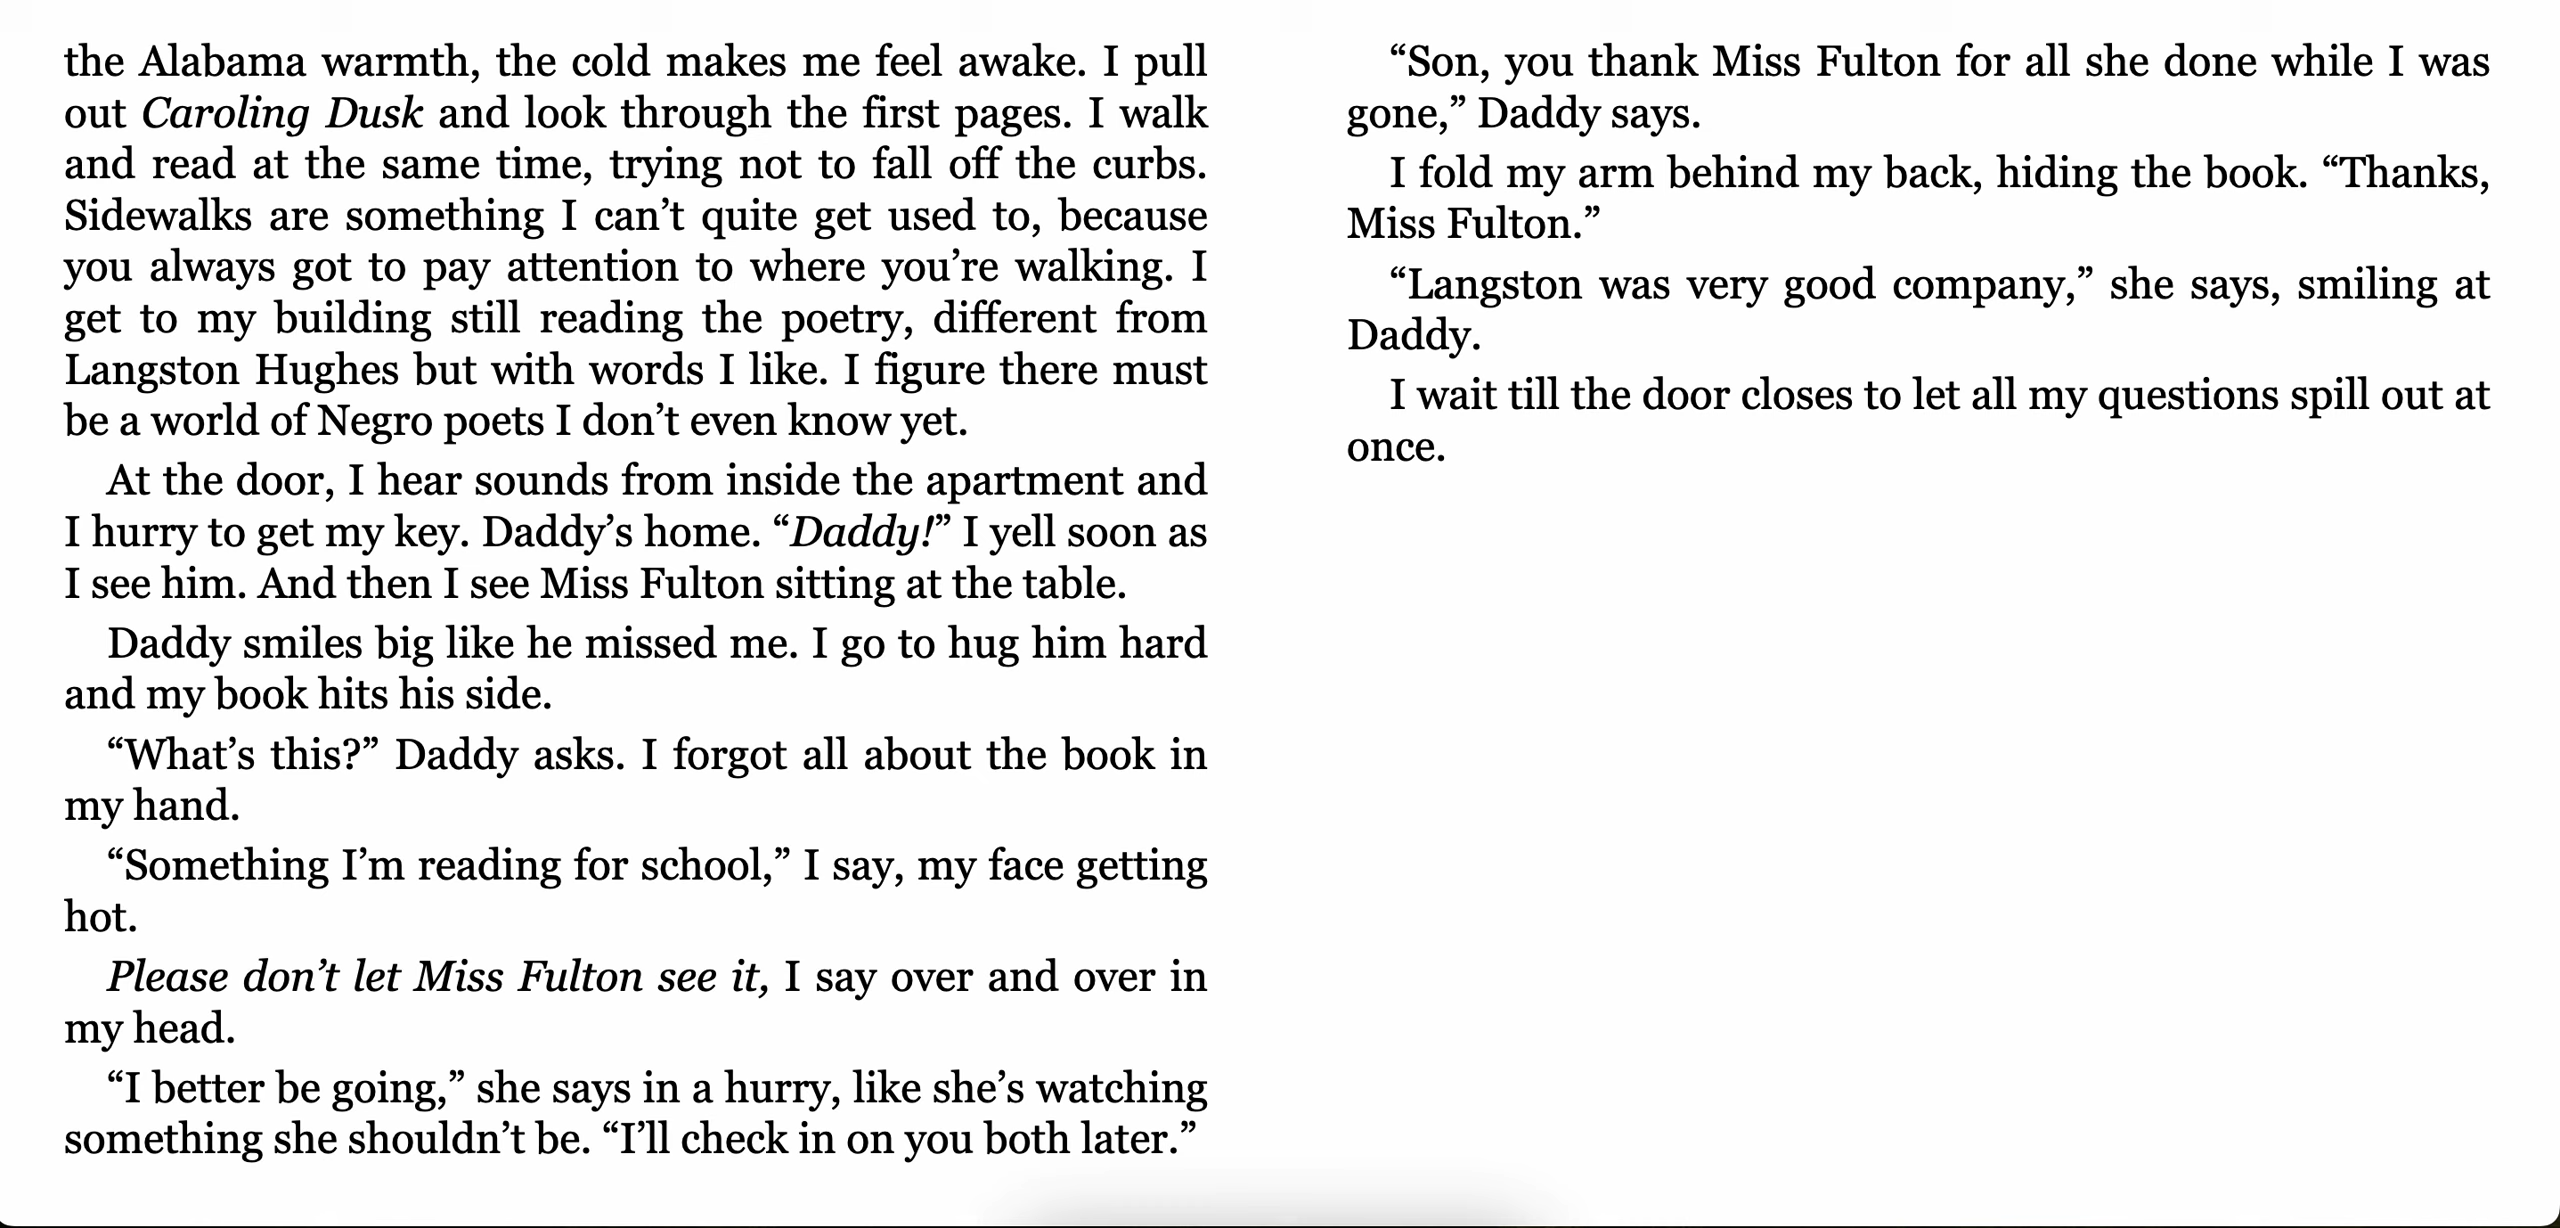 the Alabama warmth, the cold makes me feel awake. I pull
out Caroling Dusk and look through the first pages. I walk
and read at the same time, trying not to fall off the curbs.
Sidewalks are something I can’t quite get used to, because
you always got to pay attention to where you’re walking. I
get to my building still reading the poetry, different from
Langston Hughes but with words I like. I figure there must
be a world of Negro poets I don’t even know yet.
At the door, I hear sounds from inside the apartment and
I hurry to get my key. Daddy’s home. “Daddy!” I yell soon as
I see him. And then I see Miss Fulton sitting at the table.
Daddy smiles big like he missed me. I go to hug him hard
and my book hits his side.
“What’s this?” Daddy asks. I forgot all about the book in
my hand.
“Something I’m reading for school,” I say, my face getting
hot.
Please don’t let Miss Fulton see it, I say over and over in
my head.
“I better be going,” she says in a hurry, like she’s watching
something she shouldn’t be. “I’ll check in on you both later.”
“Son, you thank Miss Fulton for all she done while I was
gone,” Daddy says.
I fold my arm behind my back, hiding the book. “Thanks,
Miss Fulton.”
“Langston was very good company,” she says, smiling at
Daddy.
I wait till the door closes to let all my questions spill out at
once.